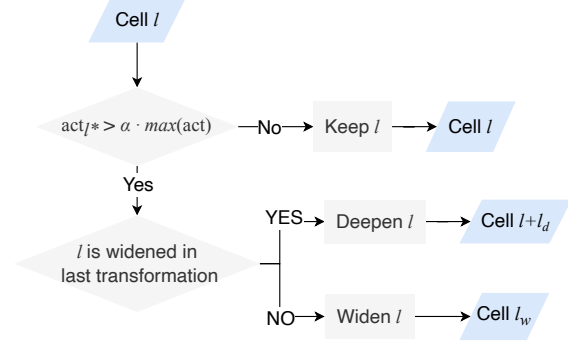 Cell l
act_l* > α · max(act)
No
Keep l
Cell l
Yes
l is widened in
last transformation
YES
Deepen l
Cell l+l_d
NO
Widen l
Cell l_w